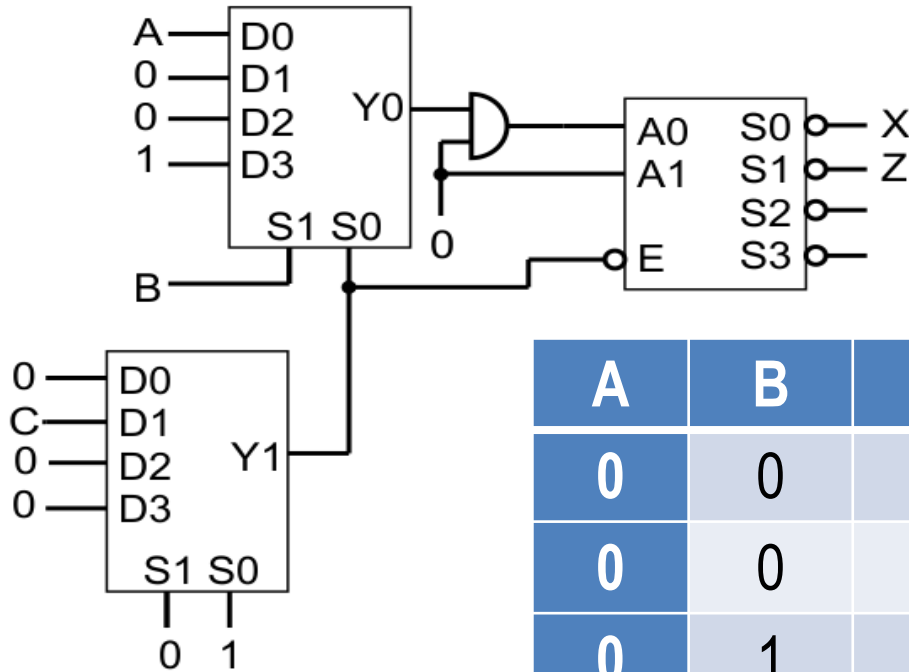 A D0
0 D1
0 D2
1 D3
Y0
S1 S0
B
0
A0 S0 X
A1 S1 Z
S2
E S3
0 D0
C D1
0 D2
0 D3
Y1
S1 S0
0 1
A B
0 0
0 0
0 1